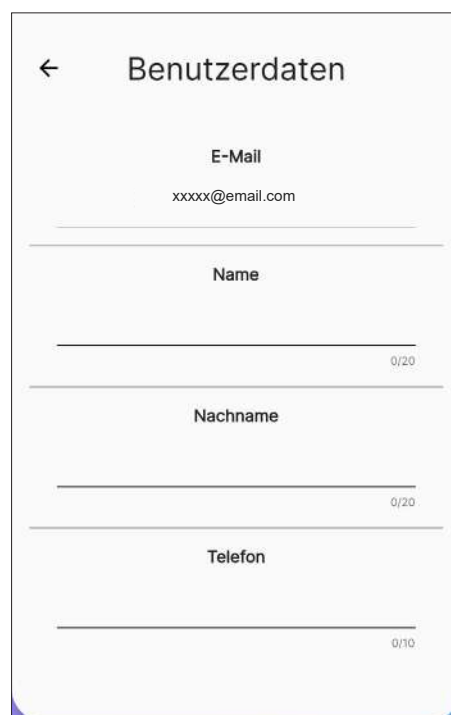 ← Benutzerdaten
E-Mail
xxxxx@email.com
Name
0/20
Nachname
0/20
Telefon
0/10